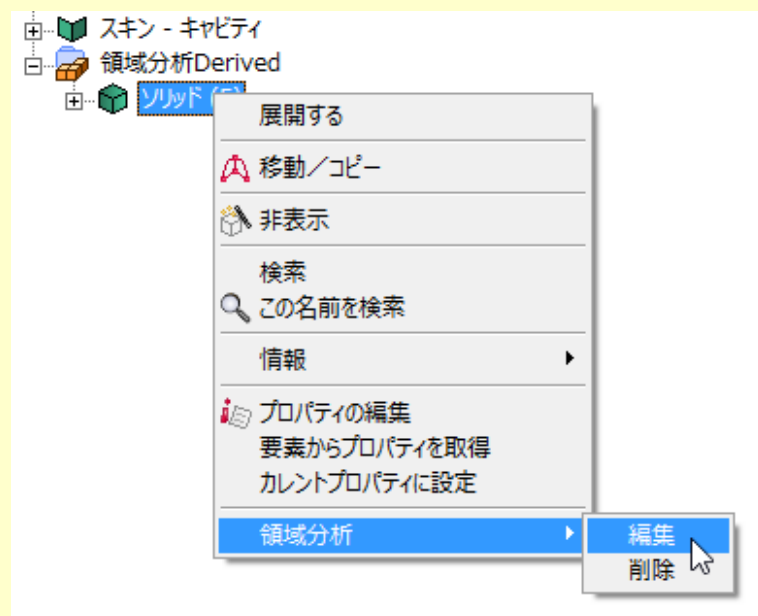 スキン - キャビティ
領域分析Derived
ソリッド (
展開する
移動／コピー
非表示
検索
この名前を検索
情報
プロパティの編集
要素からプロパティを取得
カレントプロパティに設定
領域分析
編集
削除